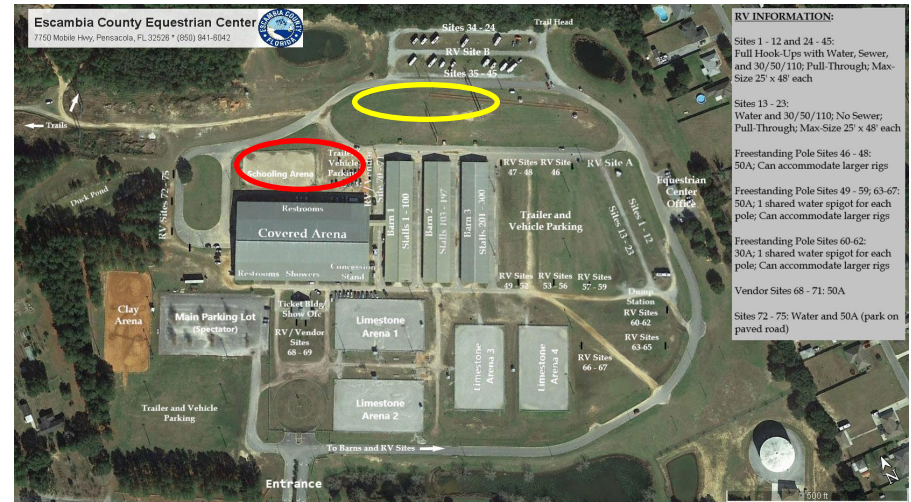 Escambia County Equestrian Center
7750 Mobile Hwy, Pensacola, FL 32526 * (850) 941-6042
ESCAMBIA COUNTY
FLORIDA
Sites 34 - 24
Trail Head
RV Site B
Sites 35 - 45
Trails
Schooling Arena
Trailer
Vehicle
Parking
RV Sites 72 - 75
Duck Pond
Restrooms
Covered Arena
Restrooms Showers
Concession
Stand
Barn 1
Stalls 1 - 100
Barn 2
Stalls 103 - 197
Barn 3
Stalls 201 - 300
RV Sites
47 - 48
RV Site
46
RV Site A
Equestrian
Center
Office
Sites 1 - 12
Sites 13 - 23
Trailer and
Vehicle Parking
RV Sites
49 - 52
RV Sites
53 - 56
RV Sites
57 - 59
Dump
Station
RV Sites
60-62
RV Sites
63-65
RV Sites
66 - 67
Clay
Arena
Main Parking Lot
(Spectator)
Ticket Bldg/
Show Ofc
RV / Vendor
Sites
68 - 69
Limestone
Arena 1
Limestone
Arena 2
Limestone
Arena 3
Limestone
Arena 4
Trailer and Vehicle
Parking
To Barns and RV Sites
Entrance
RV INFORMATION:
Sites 1 - 12 and 24 - 45:
Full Hook-Ups with Water, Sewer,
and 30/50/110; Pull-Through; Max-
Size 25' x 48' each
Sites 13 - 23:
Water and 30/50/110; No Sewer;
Pull-Through; Max-Size 25' x 48' each
Freestanding Pole Sites 46 - 48:
50A; Can accommodate larger rigs
Freestanding Pole Sites 49 - 59; 63-67:
50A; 1 shared water spigot for each
pole; Can accommodate larger rigs
Freestanding Pole Sites 60-62:
30A; 1 shared water spigot for each
pole; Can accommodate larger rigs
Vendor Sites 68 - 71: 50A
Sites 72 - 75: Water and 50A (park on
paved road)
N
500 ft